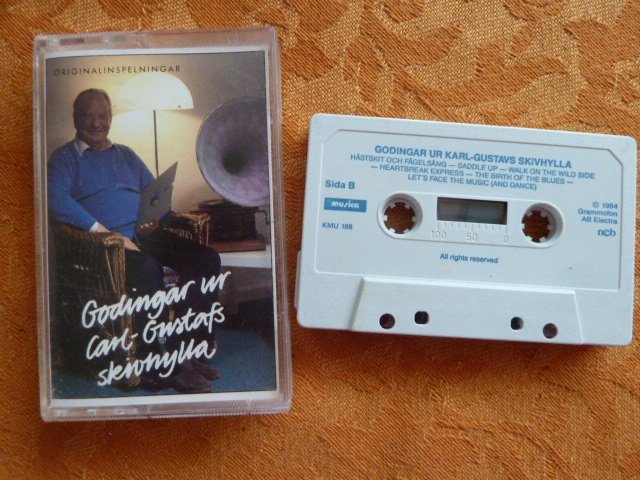 ORIGINALINSPELNINGAR
Godingar ur
Carl-Gustafs
skivhylla
GODINGAR UR KARL-GUSTAVS SKIVHYLLA
HÄSTSKIT OCH FÅGELSÅNG — SADDLE UP — WALK ON THE WILD SIDE
— HEARTBREAK EXPRESS — THE BIRTH OF THE BLUES —
LET'S FACE THE MUSIC (AND DANCE)
Sida B
musica
KMU 188
100 50 0
© 1984
Grammofon
AB Electra
ncb
All rights reserved